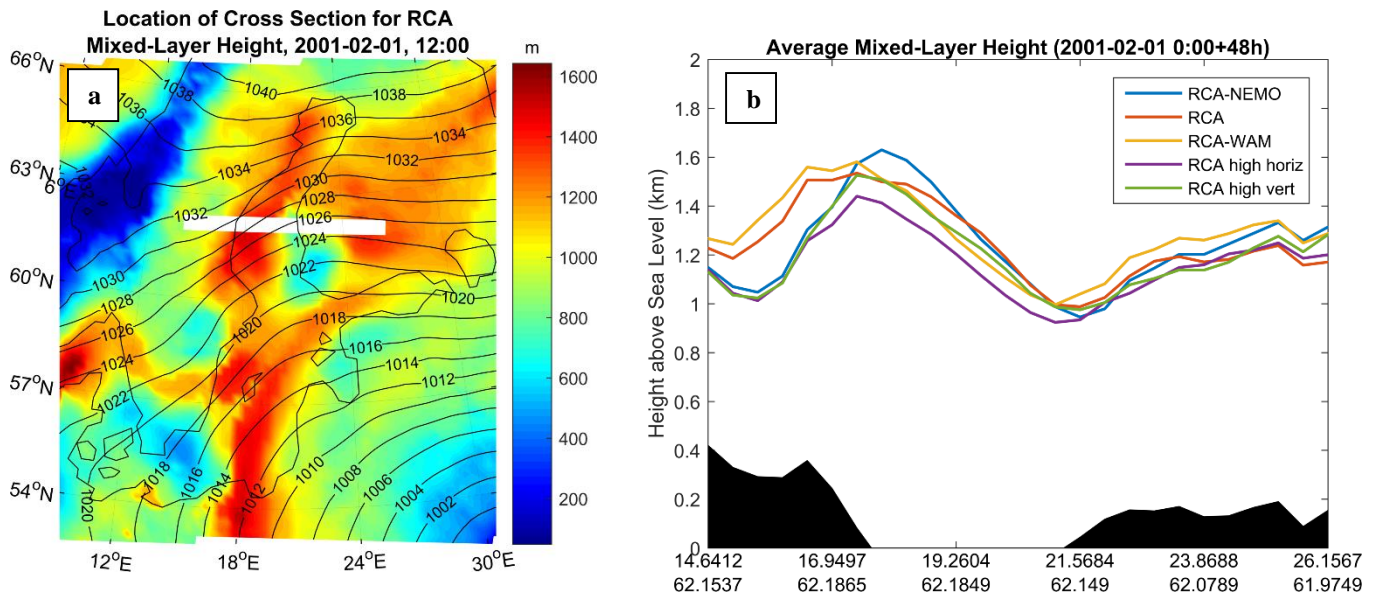 Location of Cross Section for RCA
Mixed-Layer Height, 2001-02-01, 12:00
m
a
66°N
63°N
6°E
60°N
57°N
54°N
12°E
18°E
24°E
30°E
1600
1400
1200
1000
800
600
400
200
1036
1038
1040
1038
1036
1034
1034
1032
1030
1028
1026
1024
1022
1020
1018
1016
1014
1012
1032
1030
1028
1026
1024
1022
1020
1020
1018
1016
1014
1012
1010
1008
1006
1004
1002
Average Mixed-Layer Height (2001-02-01 0:00+48h)
b
Height above Sea Level (km)
2
1.8
1.6
1.4
1.2
1
0.8
0.6
0.4
0.2
0
RCA-NEMO
RCA
RCA-WAM
RCA high horiz
RCA high vert
14.6412 16.9497 19.2604 21.5684 23.8688 26.1567
62.1537 62.1865 62.1849 62.149 62.0789 61.9749